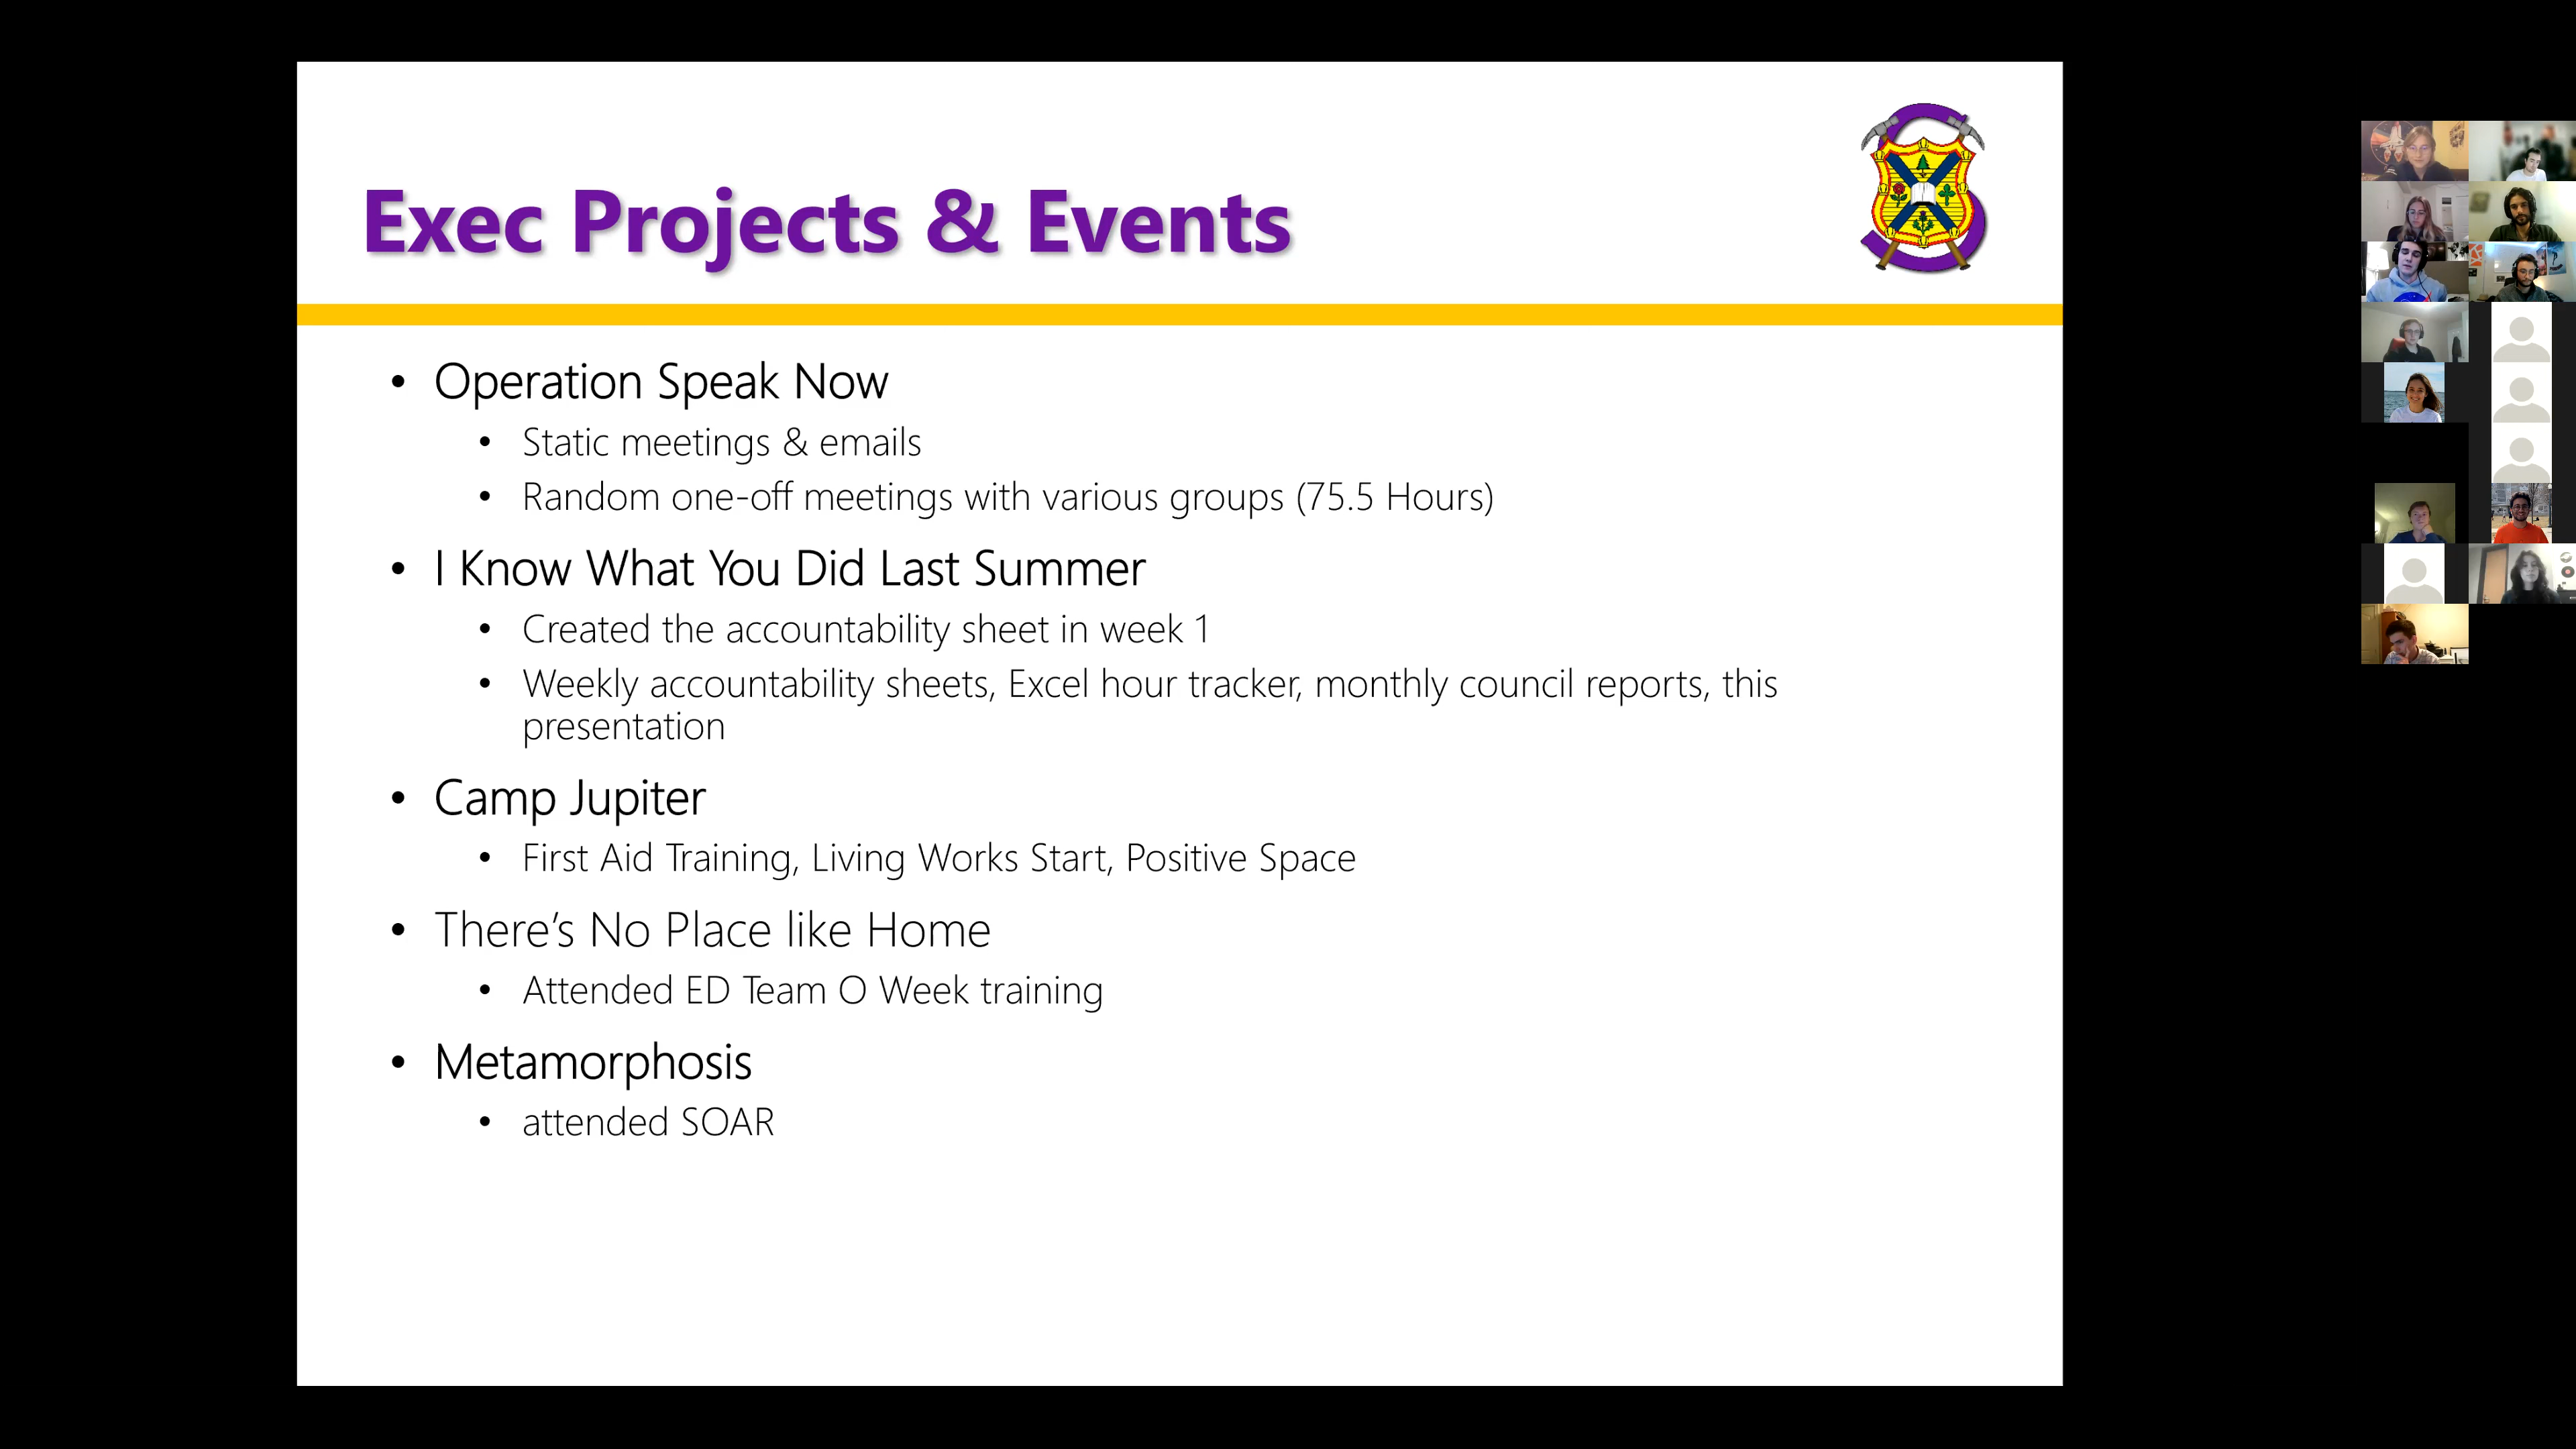 Exec Projects & Events
• Operation Speak Now
• Static meetings & emails
• Random one-off meetings with various groups (75.5 Hours)
• I Know What You Did Last Summer
• Created the accountability sheet in week 1
• Weekly accountability sheets, Excel hour tracker, monthly council reports, this
presentation
• Camp Jupiter
• First Aid Training, Living Works Start, Positive Space
• There’s No Place like Home
• Attended ED Team O Week training
• Metamorphosis
• attended SOAR